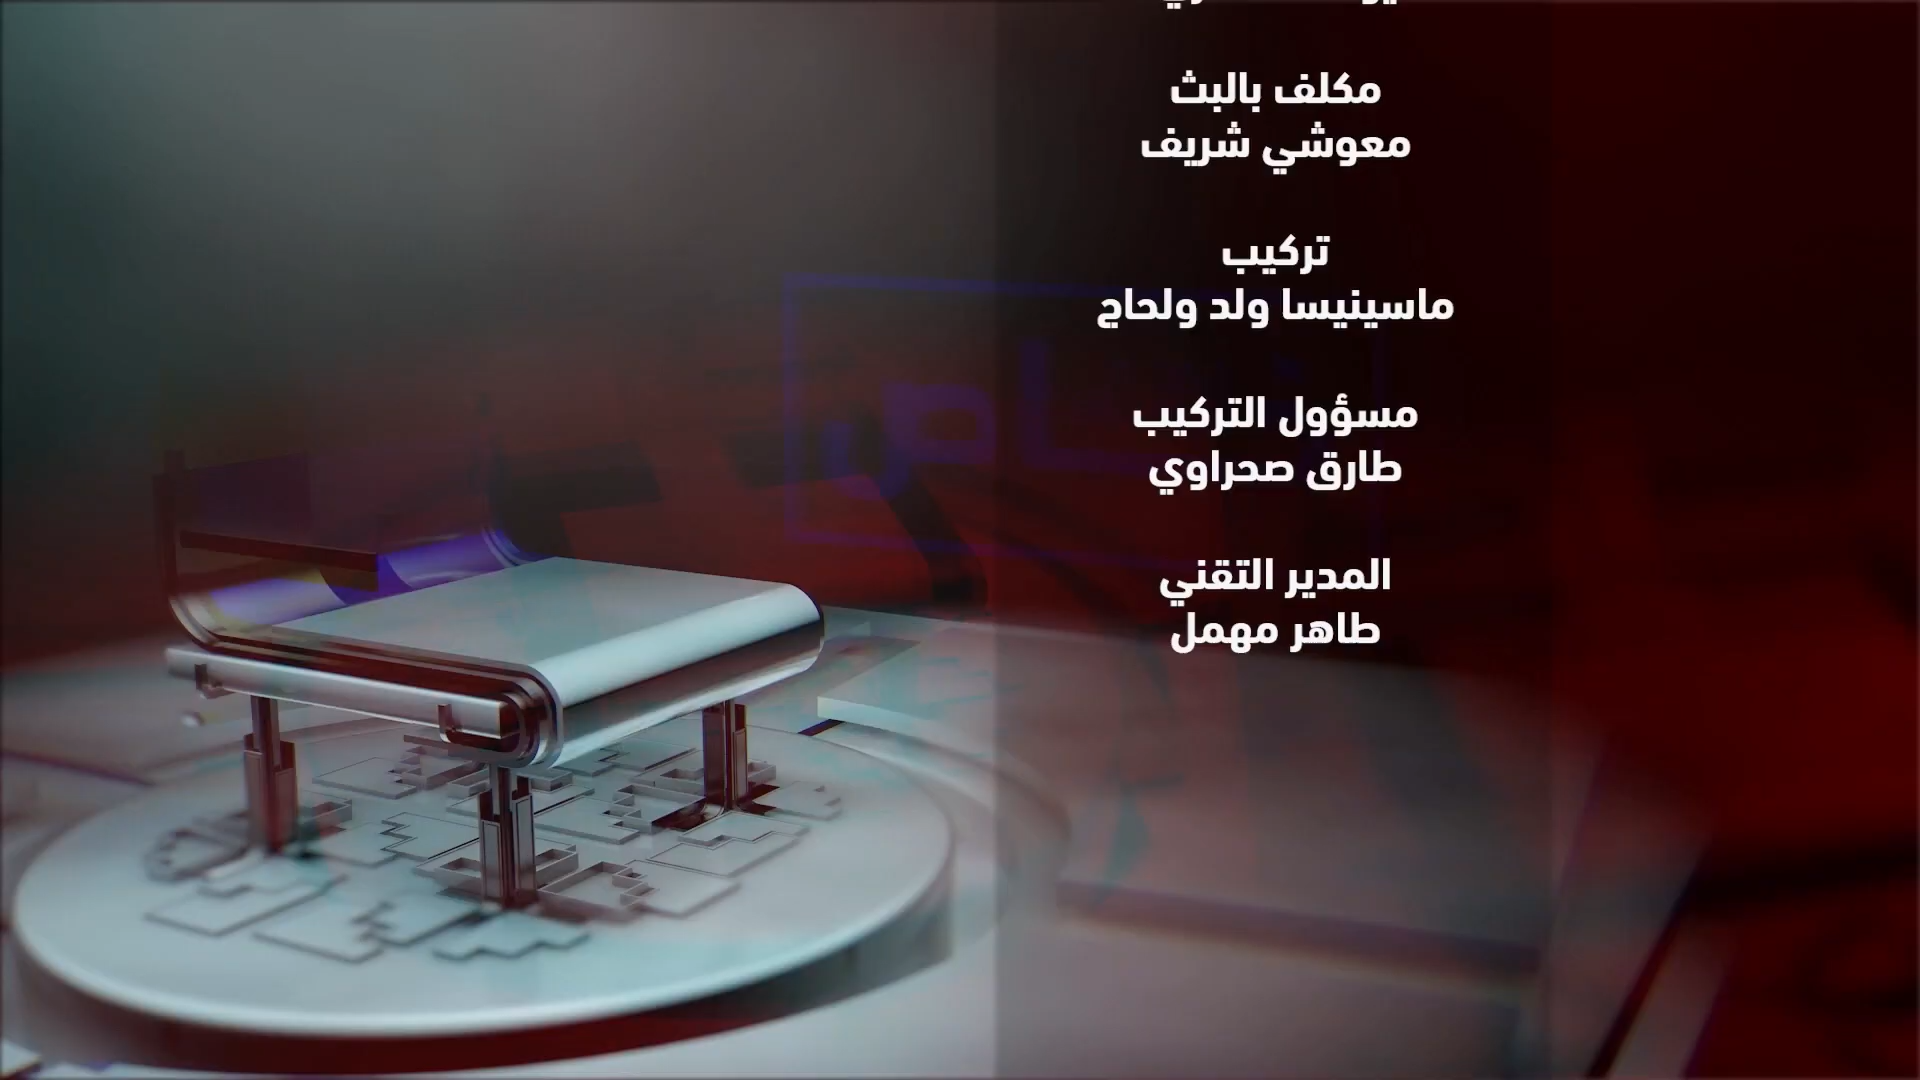 مكلف بالبث
معوشي شريف
تركيب
ماسينيسا ولد ولحاج
مسؤول التركيب
طارق صحراوي
المدير التقني
طاهر مهمل